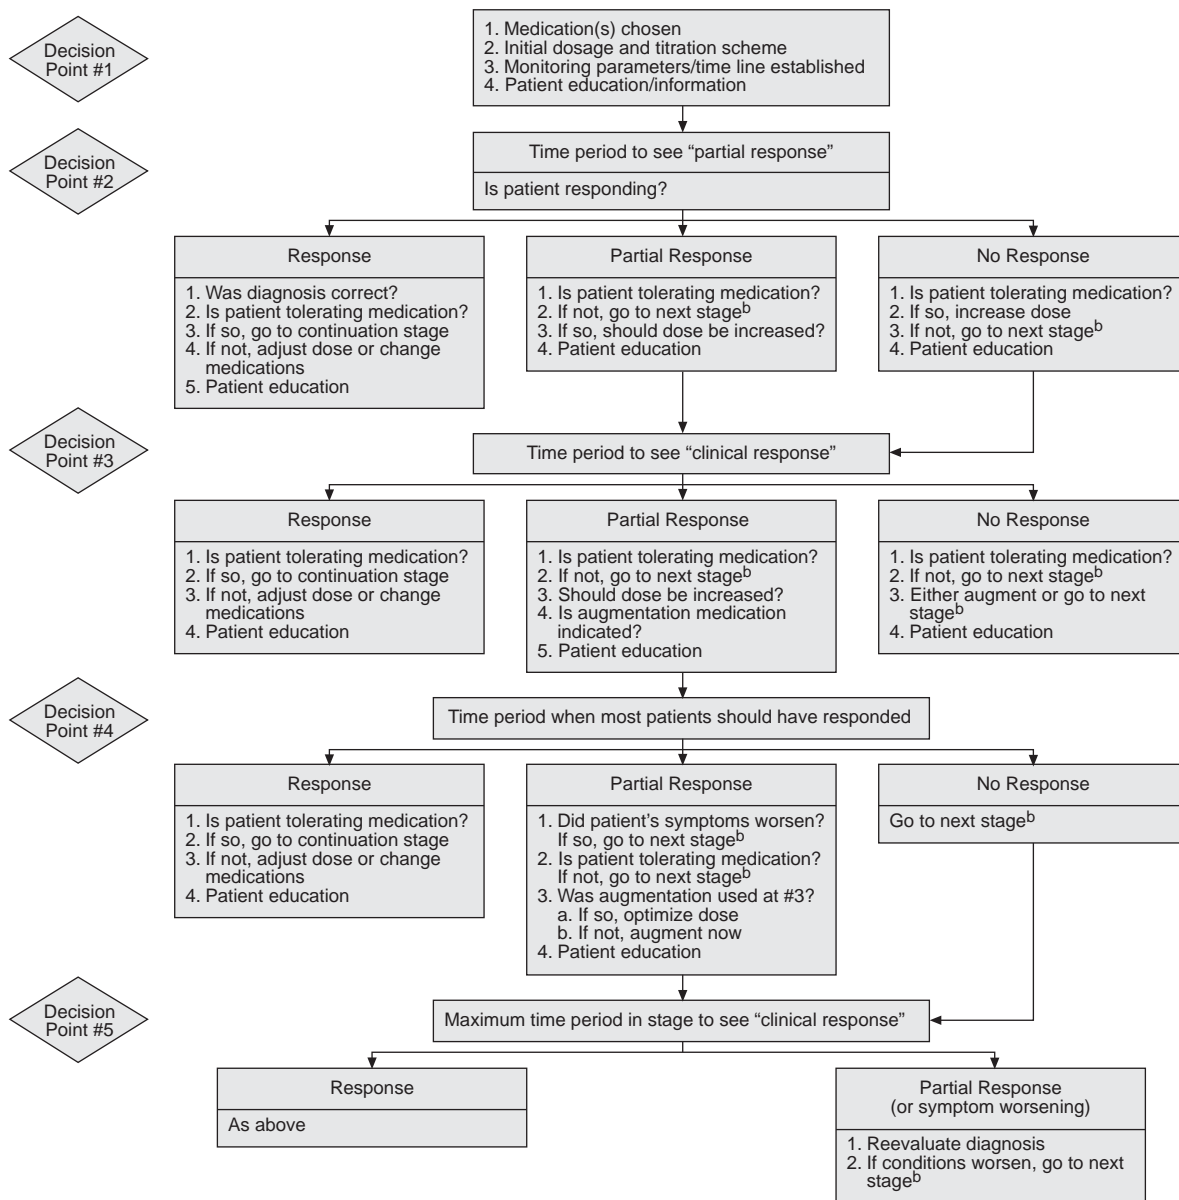 Decision
Point #1
1. Medication(s) chosen
2. Initial dosage and titration scheme
3. Monitoring parameters/time line established
4. Patient education/information
Decision
Point #2
Time period to see “partial response”
Is patient responding?
Response
1. Was diagnosis correct?
2. Is patient tolerating medication?
3. If so, go to continuation stage
4. If not, adjust dose or change
medications
5. Patient education
Partial Response
1. Is patient tolerating medication?
2. If not, go to next stageb
3. If so, should dose be increased?
4. Patient education
No Response
1. Is patient tolerating medication?
2. If so, increase dose
3. If not, go to next stageb
4. Patient education
Decision
Point #3
Time period to see “clinical response”
Response
1. Is patient tolerating medication?
2. If so, go to continuation stage
3. If not, adjust dose or change
medications
4. Patient education
Partial Response
1. Is patient tolerating medication?
2. If not, go to next stageb
3. Should dose be increased?
4. Is augmentation medication
indicated?
5. Patient education
No Response
1. Is patient tolerating medication?
2. If not, go to next stageb
3. Either augment or go to next
stageb
4. Patient education
Decision
Point #4
Time period when most patients should have responded
Response
1. Is patient tolerating medication?
2. If so, go to continuation stage
3. If not, adjust dose or change
medications
4. Patient education
Partial Response
1. Did patient’s symptoms worsen?
If so, go to next stageb
2. Is patient tolerating medication?
If not, go to next stageb
3. Was augmentation used at #3?
a. If so, optimize dose
b. If not, augment now
4. Patient education
No Response
Go to next stageb
Decision
Point #5
Maximum time period in stage to see “clinical response”
Response
As above
Partial Response
(or symptom worsening)
1. Reevaluate diagnosis
2. If conditions worsen, go to next
stageb